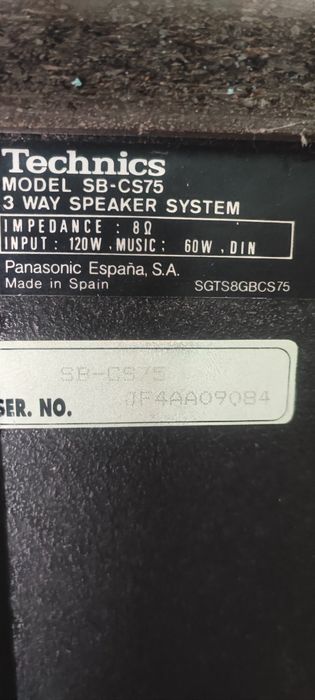 Technics
MODEL SB-CS75
3 WAY SPEAKER SYSTEM
IMPEDANCE : 8Ω
INPUT : 120W , MUSIC ; 60W , DIN
Panasonic España, S.A.
Made in Spain SGTS8GBCS75
SB-CS75
SER. NO. JF4AA09084